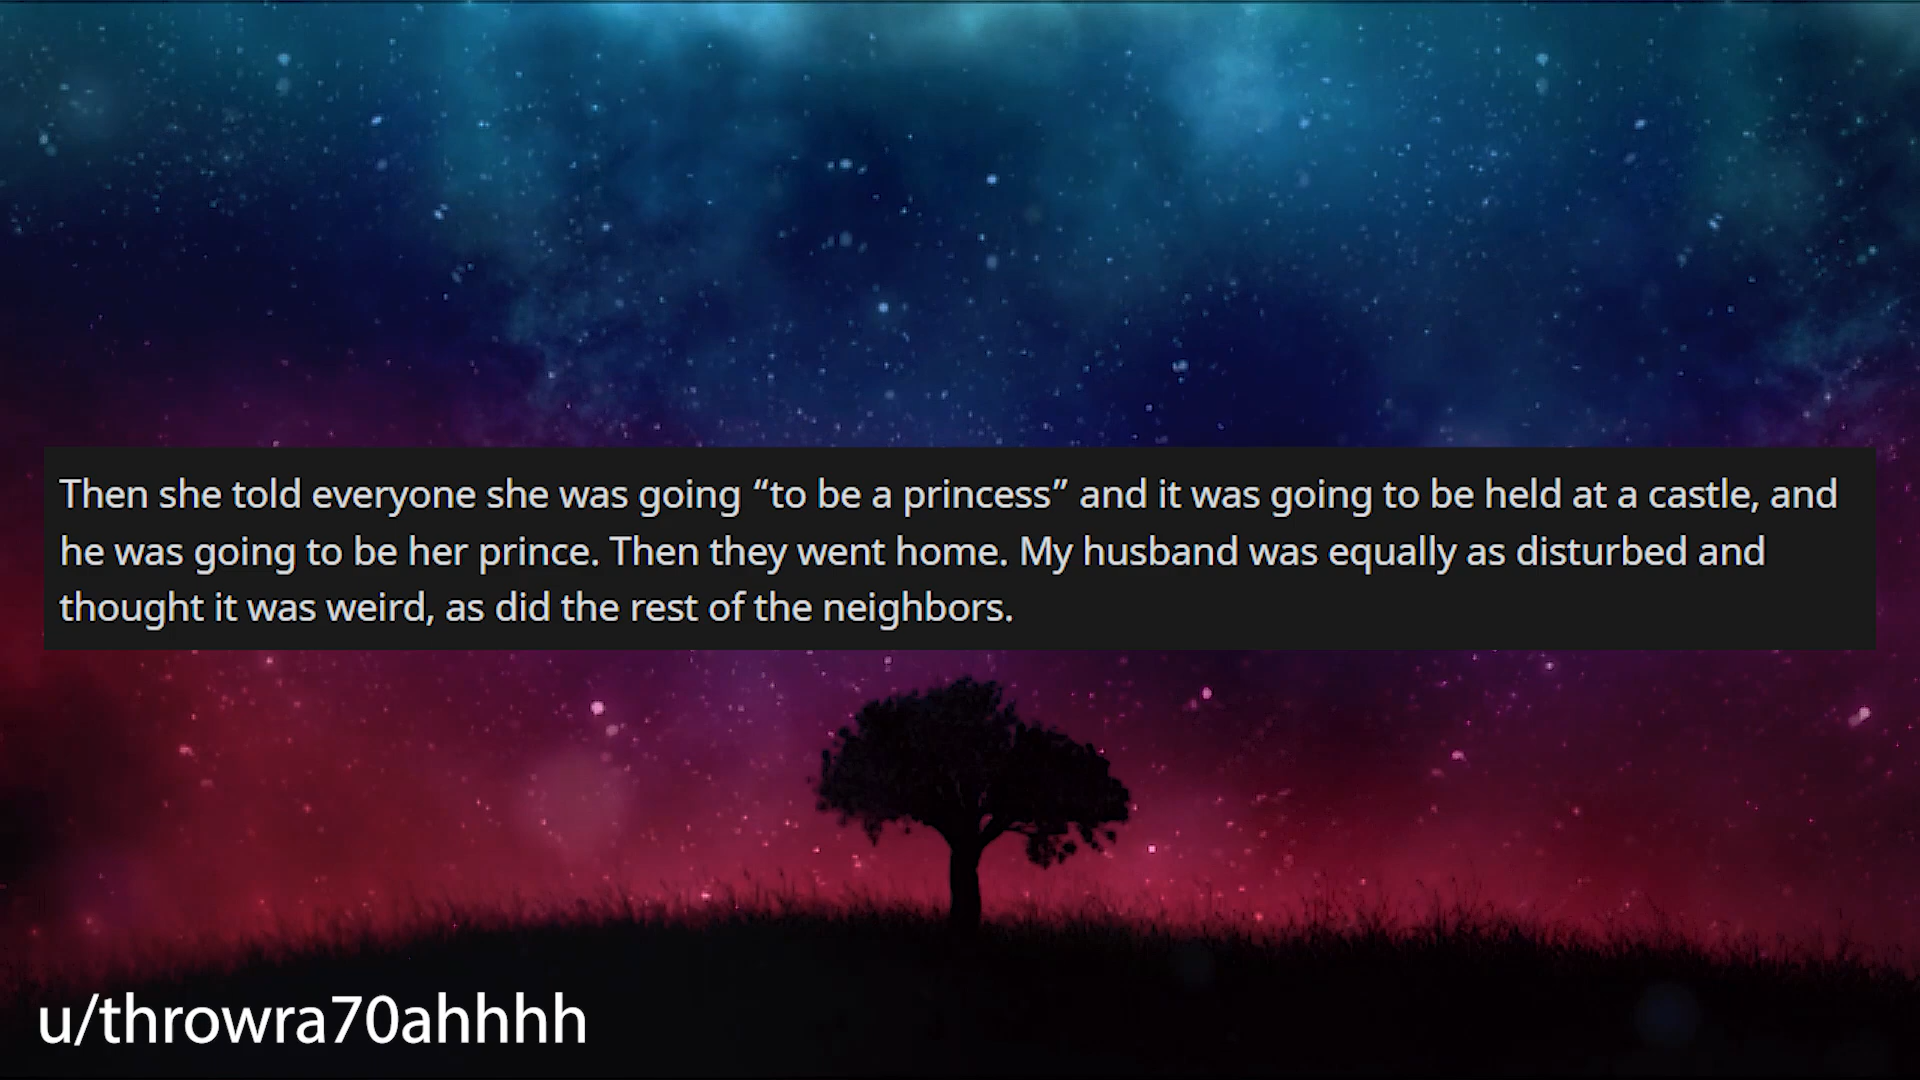 Then she told everyone she was going “to be a princess” and it was going to be held at a castle, and
he was going to be her prince. Then they went home. My husband was equally as disturbed and
thought it was weird, as did the rest of the neighbors.
u/throwra70ahhhh